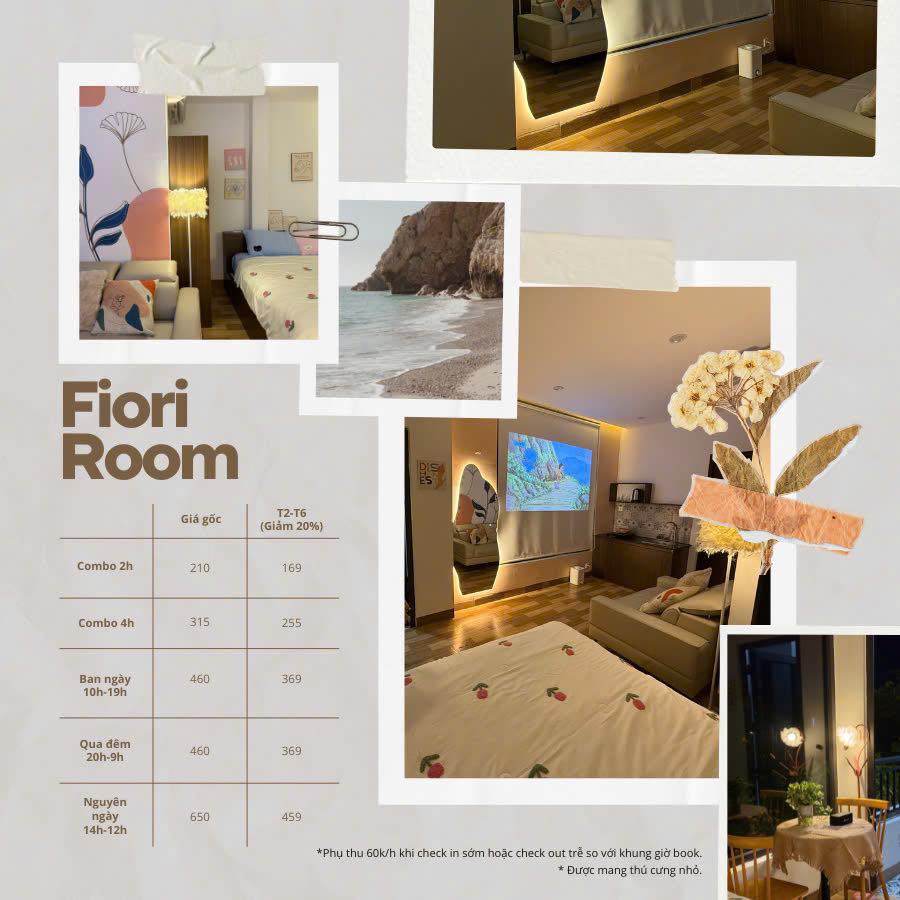 Fiori
Room
Giá gốc
T2-T6
(Giảm 20%)
Combo 2h
210
169
Combo 4h
315
255
Ban ngày
10h-19h
460
369
Qua đêm
20h-9h
460
369
Nguyên
ngày
14h-12h
650
459
*Phụ thu 60k/h khi check in sớm hoặc check out trễ so với khung giờ book.
* Được mang thú cưng nhỏ.